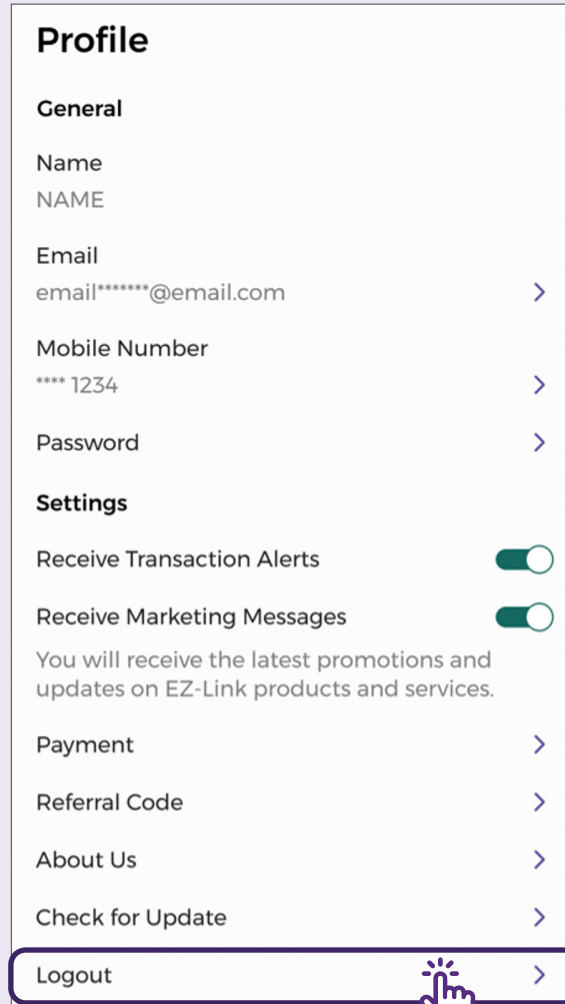 Profile
General
Name
NAME
Email
email*******@email.com
Mobile Number
**** 1234
Password
Settings
Receive Transaction Alerts
Receive Marketing Messages
You will receive the latest promotions and
updates on EZ-Link products and services.
Payment
Referral Code
About Us
Check for Update
Logout